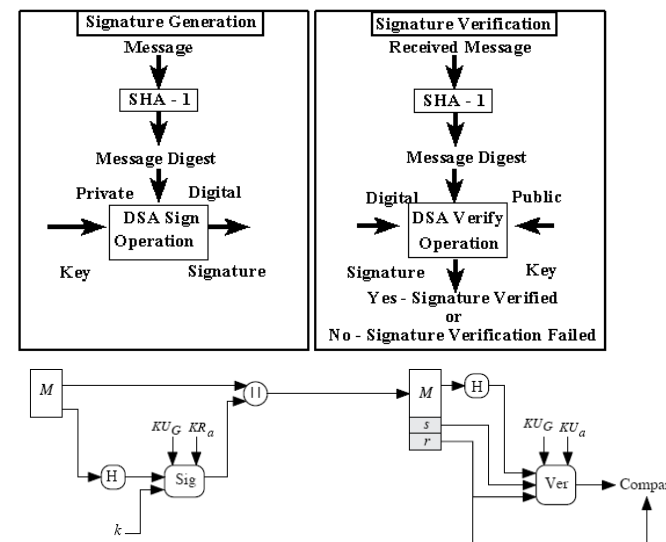 Signature Generation
Message
SHA - 1
Message Digest
Private Digital
DSA Sign
Operation
Key Signature
Signature Verification
Received Message
SHA - 1
Message Digest
Digital Public
DSA Verify
Operation
Signature Key
Yes - Signature Verified
or
No - Signature Verification Failed
M
||
KU_G KR_a
H
Sig
k
M
s
r
H
KU_G KU_a
Ver
Compar